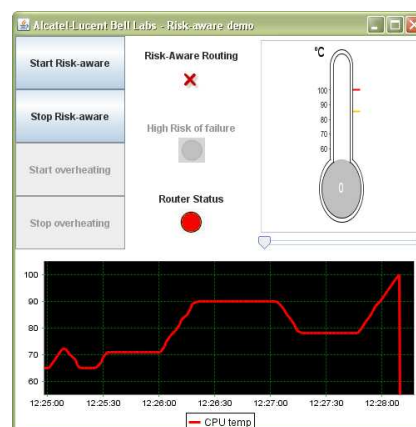 Alcatel-Lucent Bell Labs - Risk-aware demo
Start Risk-aware
Stop Risk-aware
Start overheating
Stop overheating
Risk-Aware Routing
High Risk of failure
Router Status
°C
100
90
80
70
60
0
100
90
80
70
60
12:25:00 12:25:30 12:26:00 12:26:30 12:27:00 12:27:30 12:28:00
CPU temp